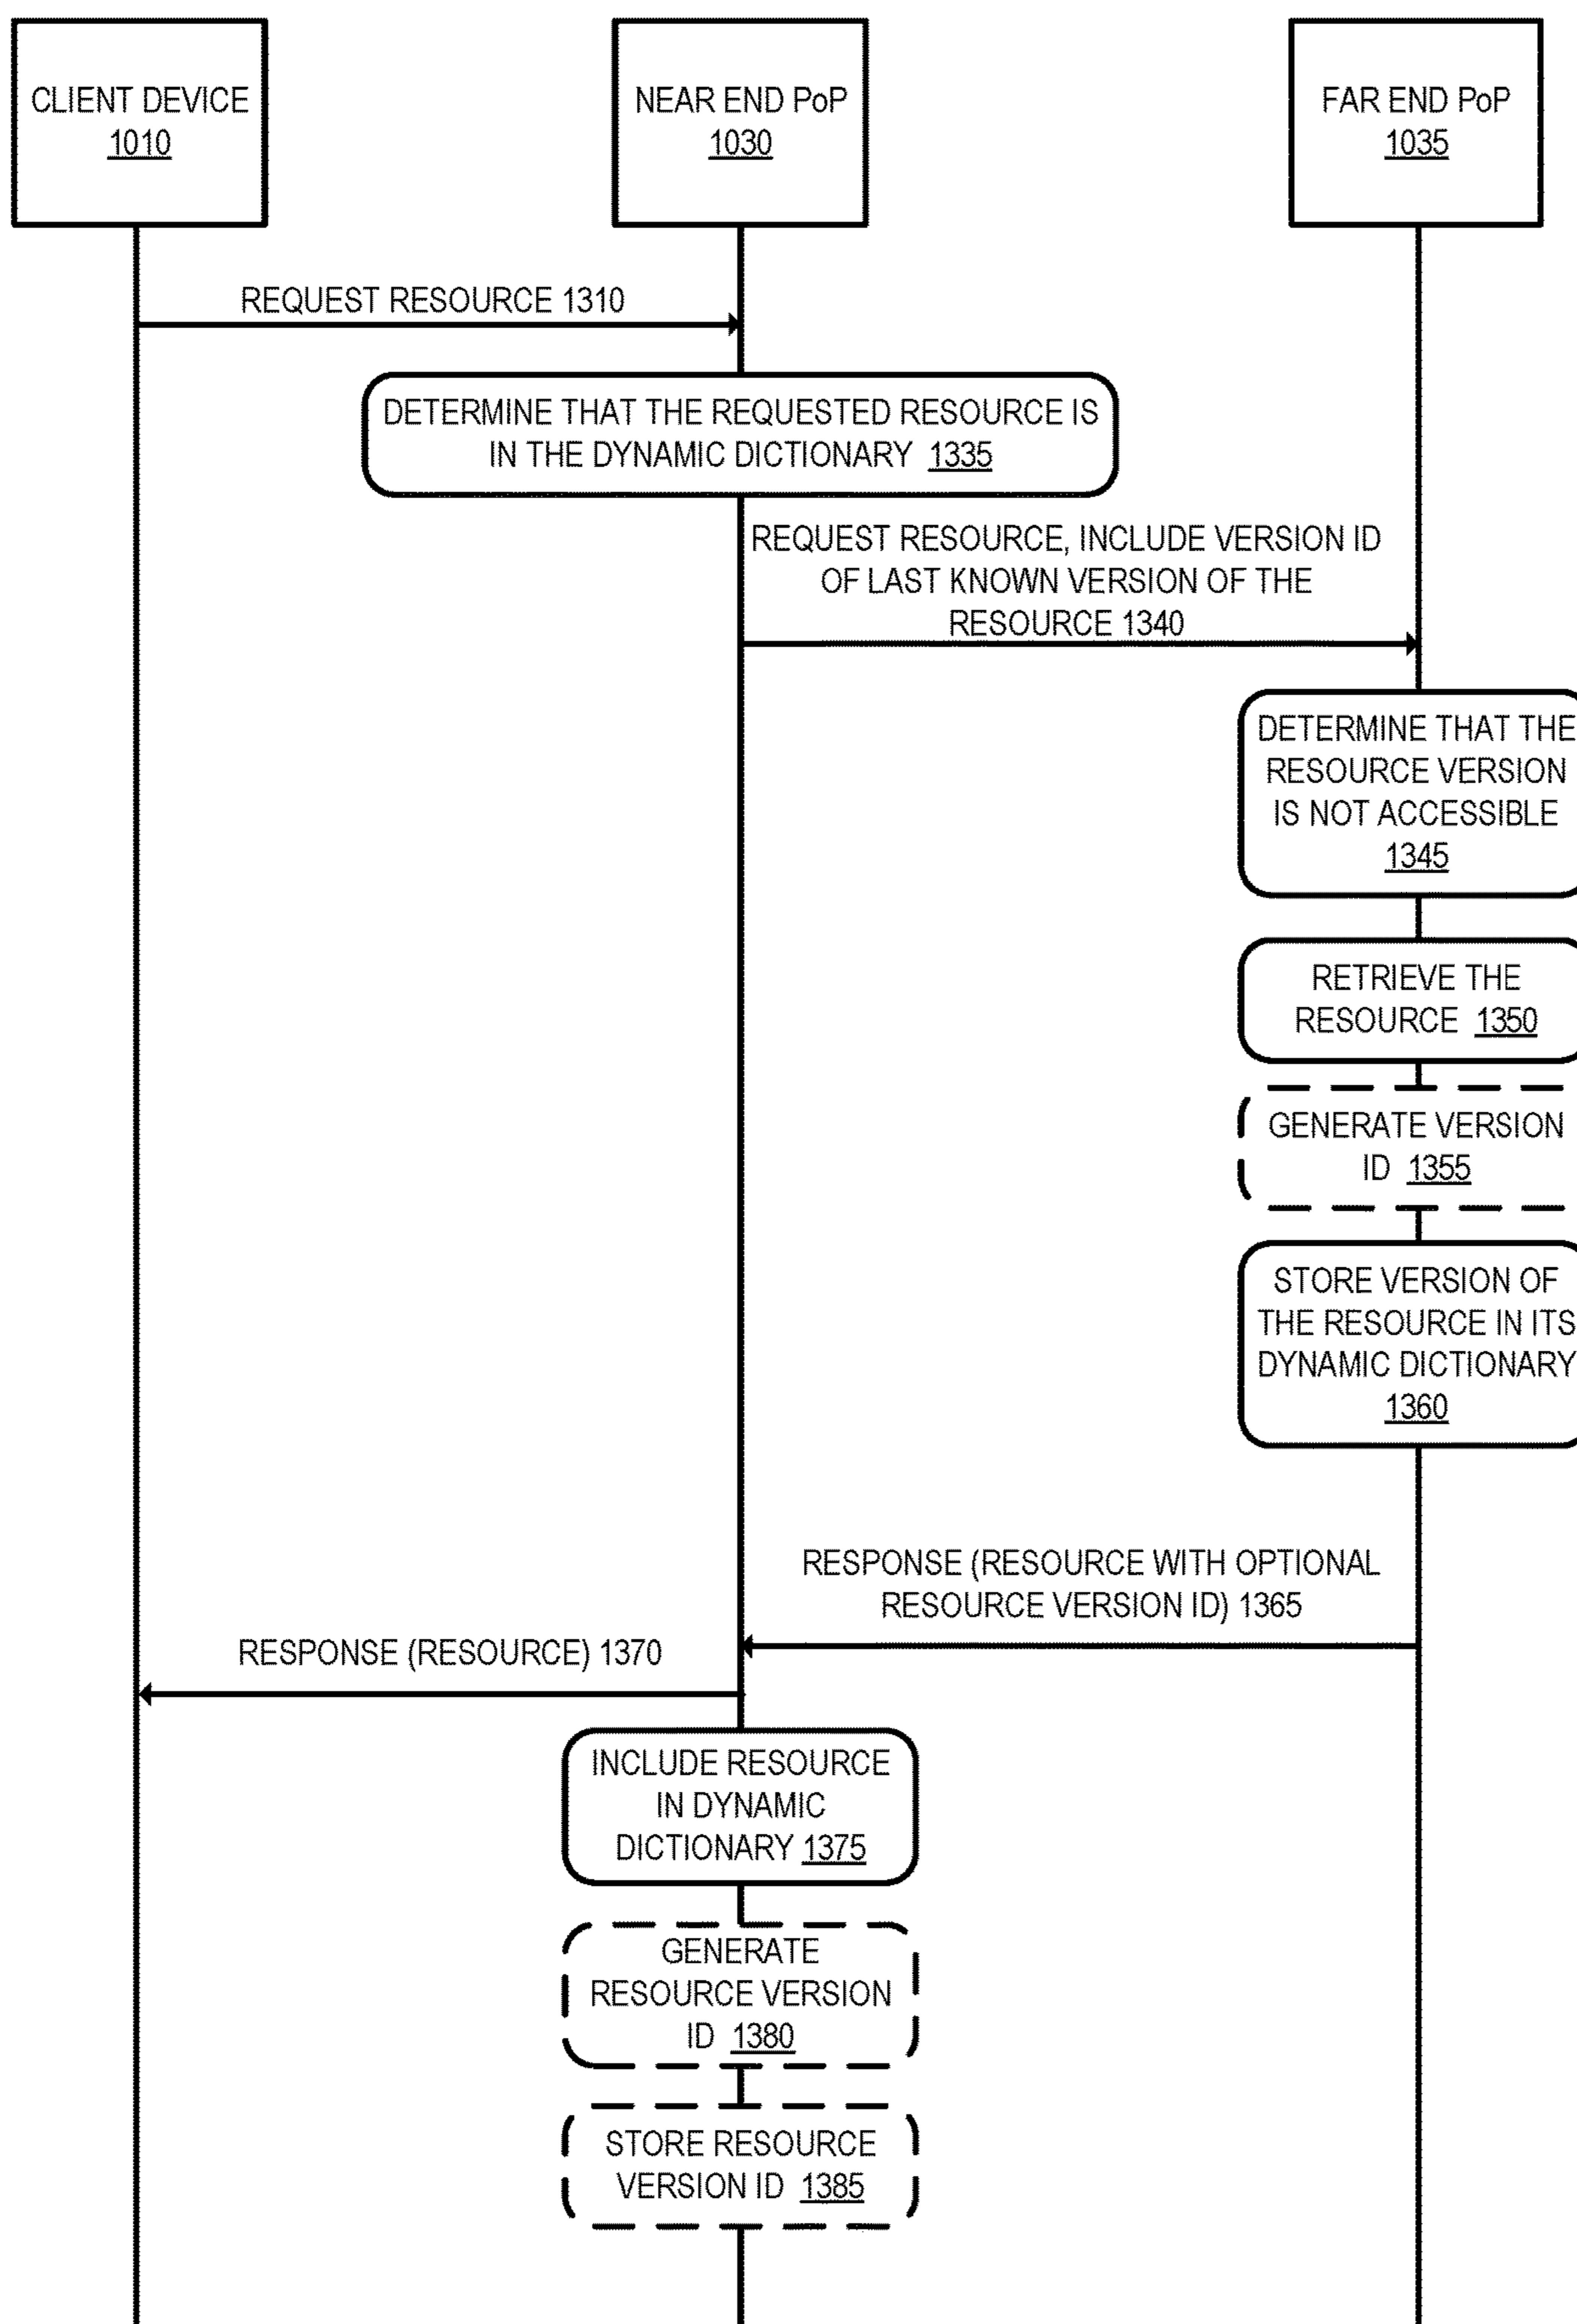 CLIENT DEVICE
1010
NEAR END PoP
1030
FAR END PoP
1035
REQUEST RESOURCE 1310
DETERMINE THAT THE REQUESTED RESOURCE IS
IN THE DYNAMIC DICTIONARY 1335
REQUEST RESOURCE, INCLUDE VERSION ID
OF LAST KNOWN VERSION OF THE
RESOURCE 1340
DETERMINE THAT THE
RESOURCE VERSION
IS NOT ACCESSIBLE
1345
RETRIEVE THE
RESOURCE 1350
GENERATE VERSION
ID 1355
STORE VERSION OF
THE RESOURCE IN ITS
DYNAMIC DICTIONARY
1360
RESPONSE (RESOURCE WITH OPTIONAL
RESOURCE VERSION ID) 1365
RESPONSE (RESOURCE) 1370
INCLUDE RESOURCE
IN DYNAMIC
DICTIONARY 1375
GENERATE
RESOURCE VERSION
ID 1380
STORE RESOURCE
VERSION ID 1385